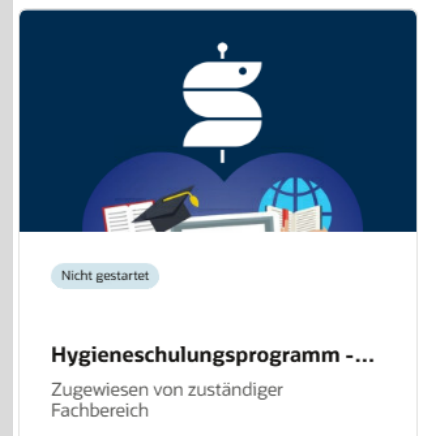 Nicht gestartet
Hygieneschulungsprogramm -...
Zugewiesen von zuständiger
Fachbereich